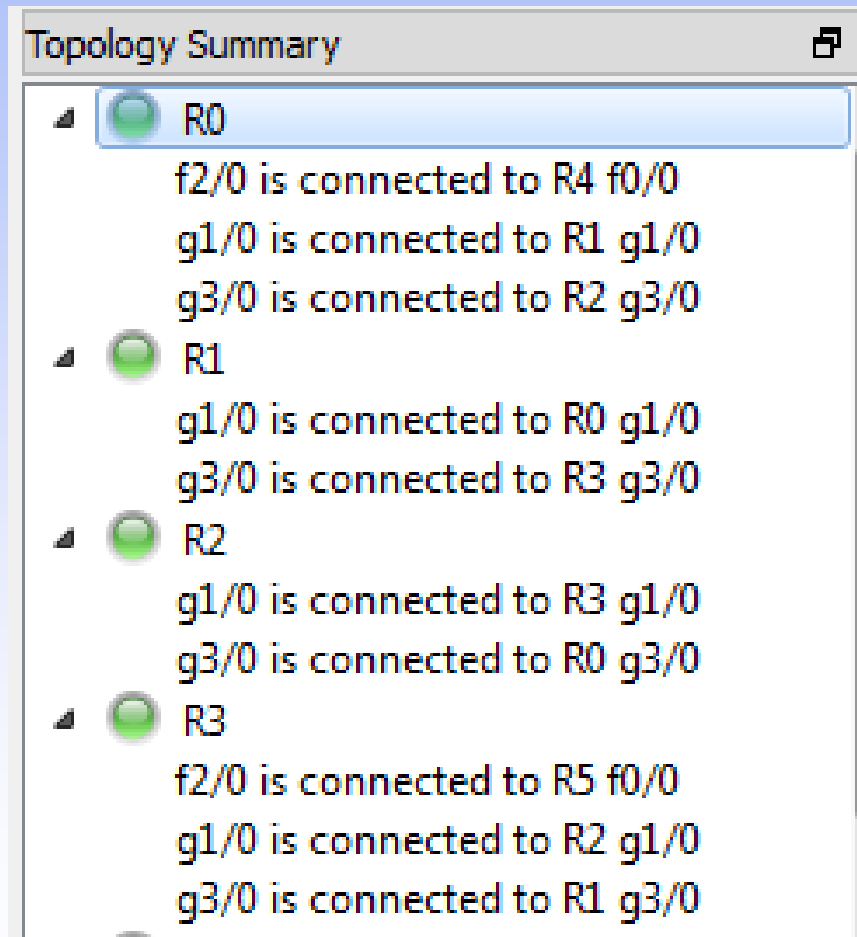 Topology Summary
R0
f2/0 is connected to R4 f0/0
g1/0 is connected to R1 g1/0
g3/0 is connected to R2 g3/0
R1
g1/0 is connected to R0 g1/0
g3/0 is connected to R3 g3/0
R2
g1/0 is connected to R3 g1/0
g3/0 is connected to R0 g3/0
R3
f2/0 is connected to R5 f0/0
g1/0 is connected to R2 g1/0
g3/0 is connected to R1 g3/0